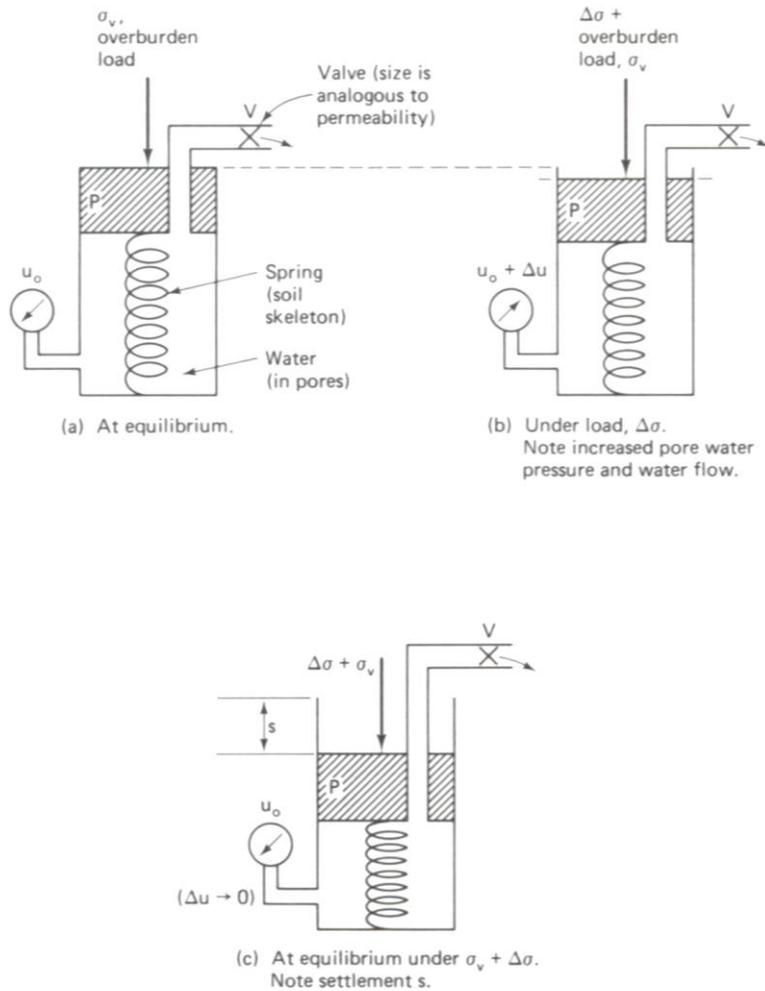 σv,
overburden
load
Valve (size is
analogous to
permeability)
V
P
uo
Spring
(soil
skeleton)
Water
(in pores)
(a) At equilibrium.
Δσ +
overburden
load, σv
V
P
uo + Δu
(b) Under load, Δσ.
Note increased pore water
pressure and water flow.
Δσ + σv
V
s
P
uo
(Δu → 0)
(c) At equilibrium under σv + Δσ.
Note settlement s.